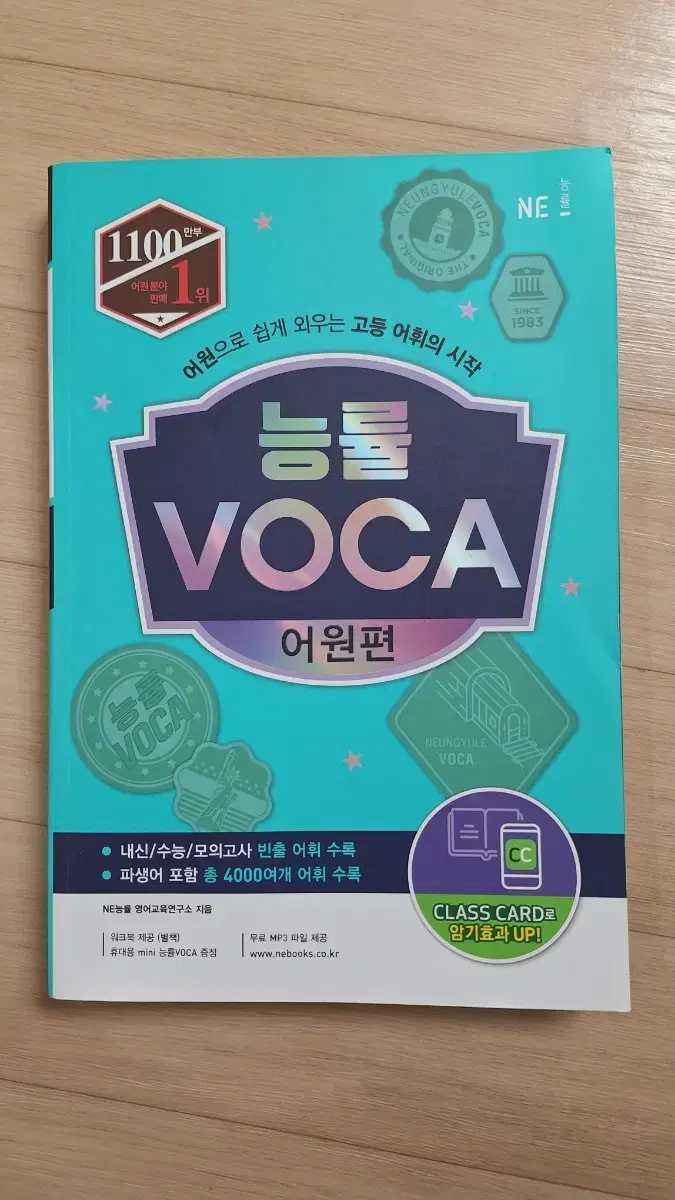 1100만부
어원 분야
판매 1위
NE 능률
NEUNGYULE VOCA
THE ORIGINAL
SINCE
1983
어원으로 쉽게 외우는 고등 어휘의 시작
능률
VOCA
어원편
능률
VOCA
NEUNGYULE
VOCA
내신/수능/모의고사 빈출 어휘 수록
파생어 포함 총 4000여개 어휘 수록
CC
CLASS CARD로
암기효과 UP!
NE능률 영어교육연구소 지음
워크북 제공 (별책)
휴대용 mini 능률VOCA 증정
무료 MP3 파일 제공
www.nebooks.co.kr